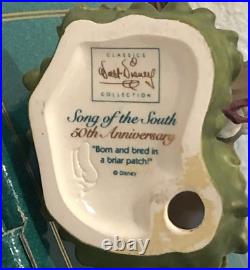 CLASSICS
Walt Disney
COLLECTION
Song of the South
50th Anniversary
"Born and bred in
a briar patch!"
© Disney